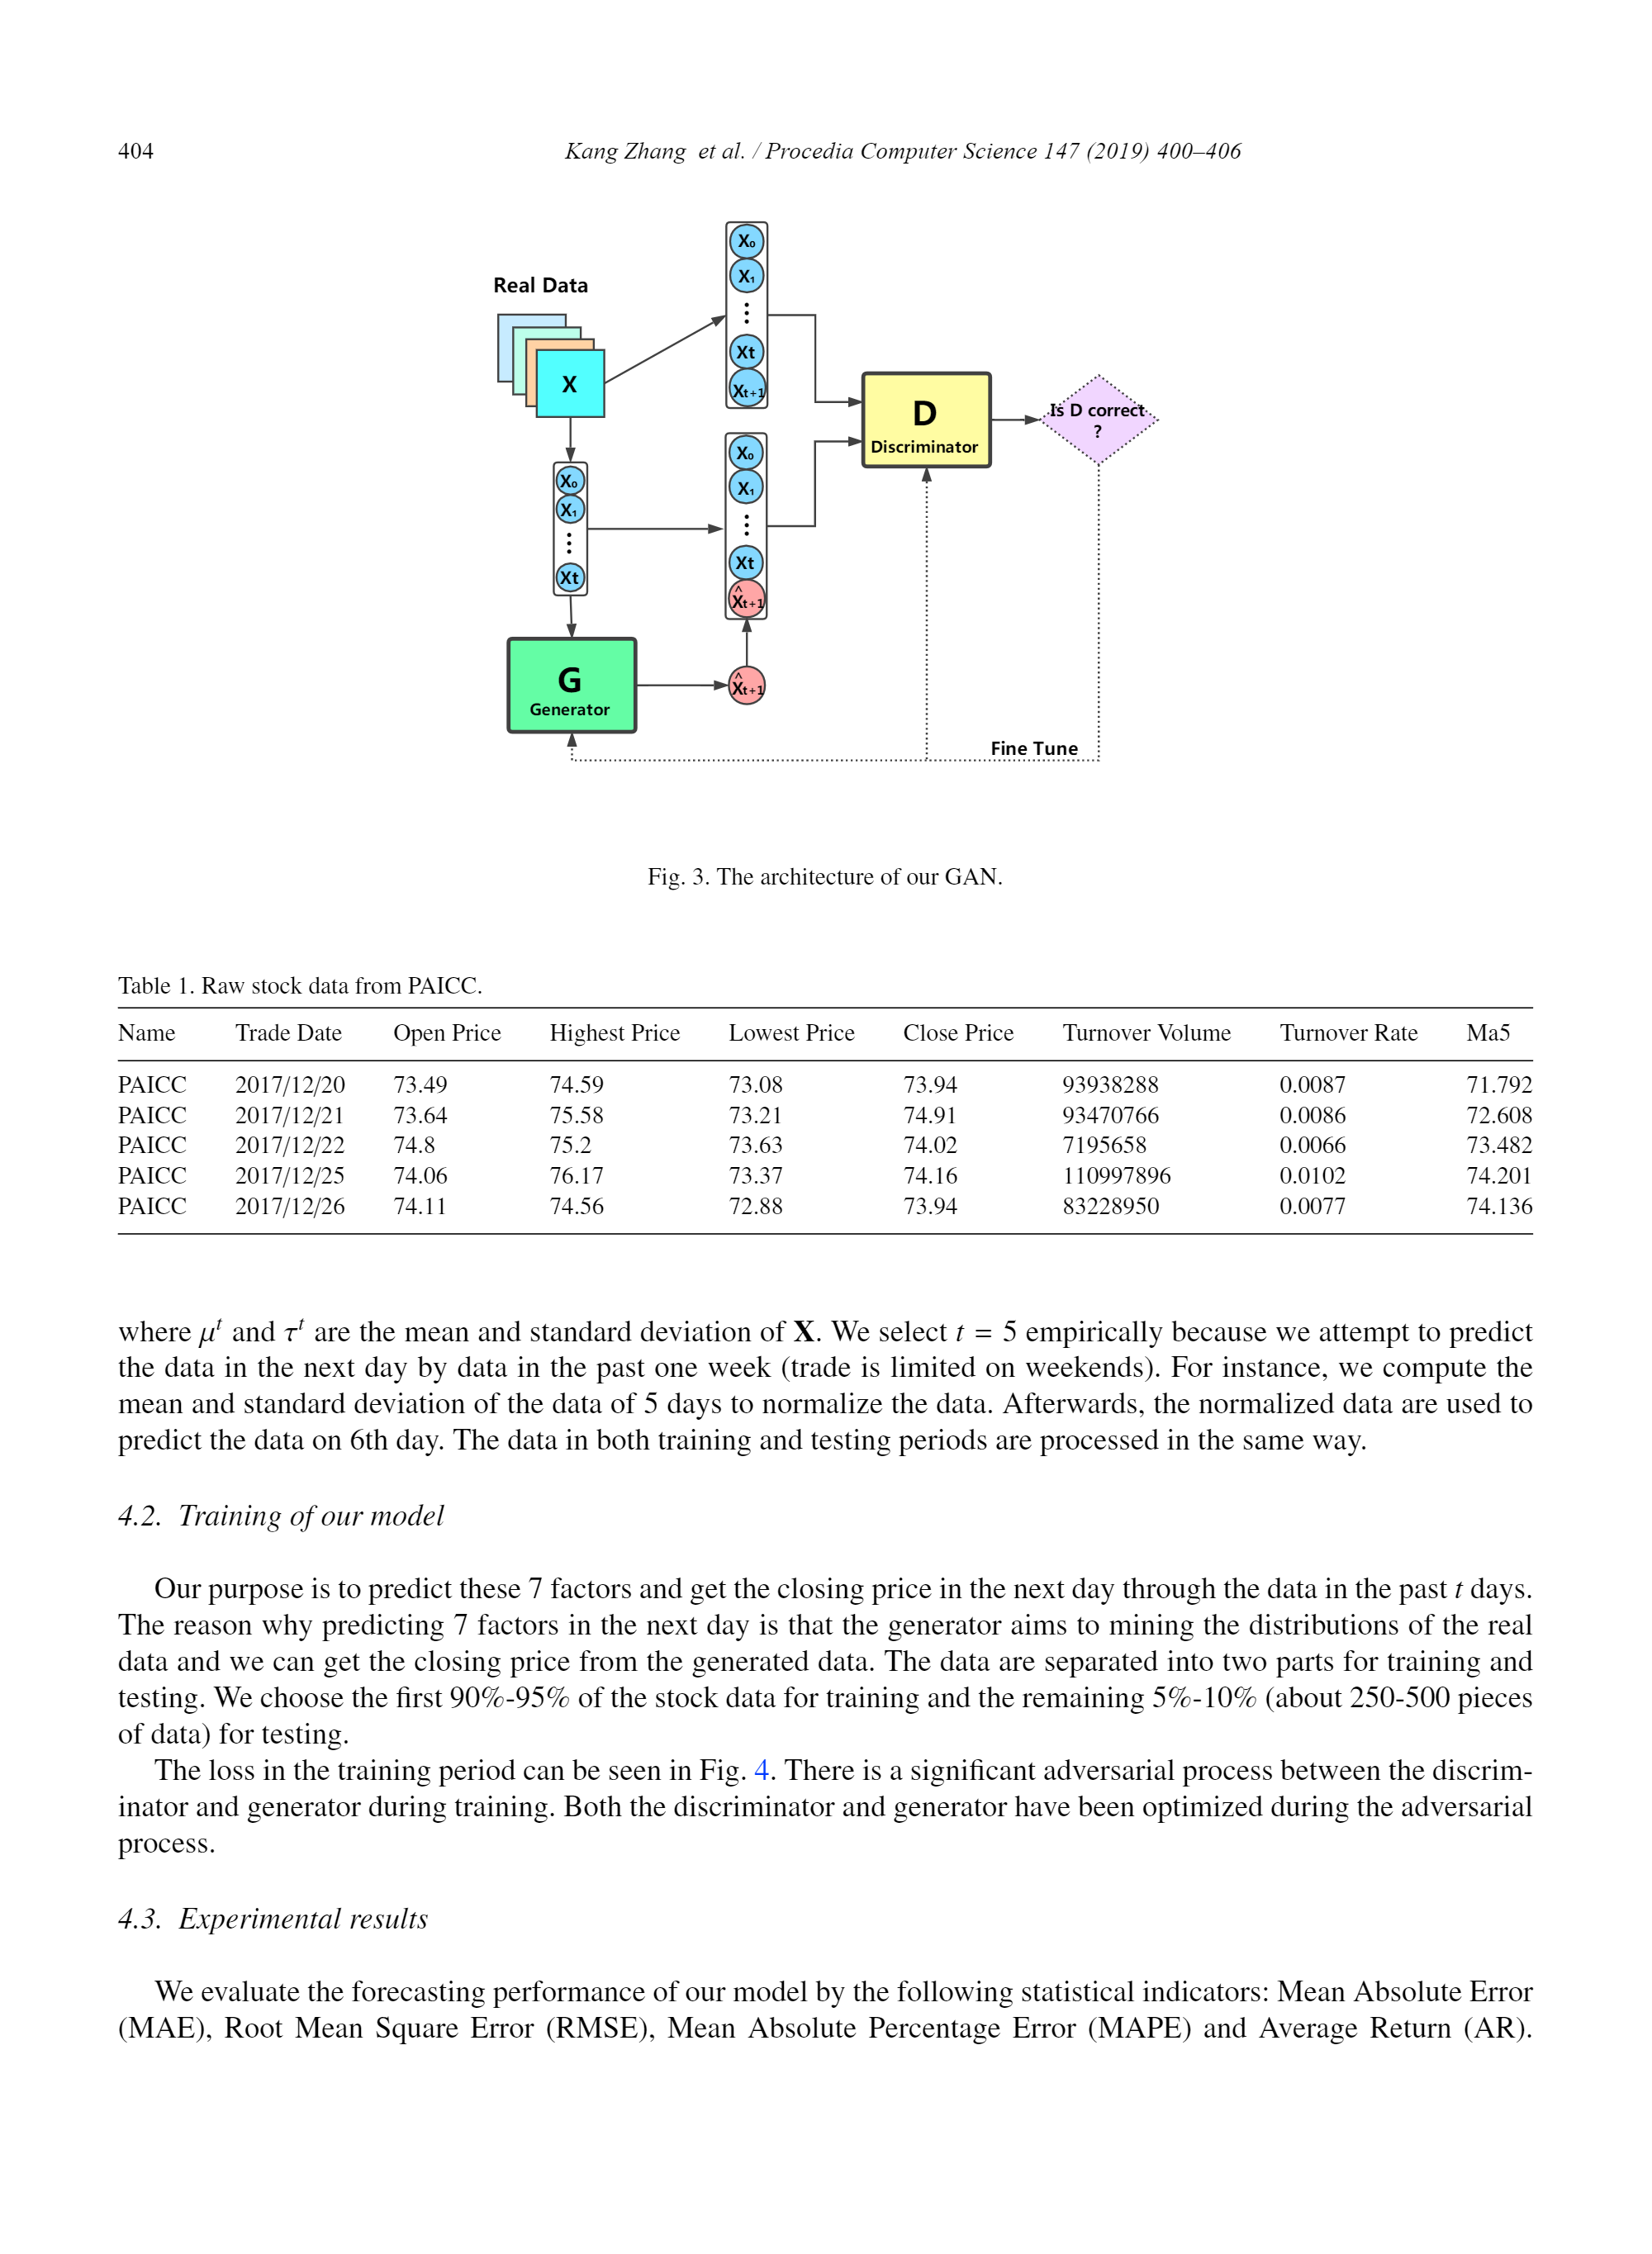 404
Kang Zhang et al. / Procedia Computer Science 147 (2019) 400–406
Real Data
X
X₀
X₁
⋮
Xt
Xt+1
X₀
X₁
⋮
Xt
X₀
X₁
⋮
Xt
X̂t+1
D
Discriminator
Is D correct
?
G
Generator
X̂t+1
Fine Tune
Fig. 3. The architecture of our GAN.
Table 1. Raw stock data from PAICC.
Name Trade Date Open Price Highest Price Lowest Price Close Price Turnover Volume Turnover Rate Ma5
PAICC 2017/12/20 73.49 74.59 73.08 73.94 93938288 0.0087 71.792
PAICC 2017/12/21 73.64 75.58 73.21 74.91 93470766 0.0086 72.608
PAICC 2017/12/22 74.8 75.2 73.63 74.02 7195658 0.0066 73.482
PAICC 2017/12/25 74.06 76.17 73.37 74.16 110997896 0.0102 74.201
PAICC 2017/12/26 74.11 74.56 72.88 73.94 83228950 0.0077 74.136
where μᵗ and τᵗ are the mean and standard deviation of X. We select t = 5 empirically because we attempt to predict
the data in the next day by data in the past one week (trade is limited on weekends). For instance, we compute the
mean and standard deviation of the data of 5 days to normalize the data. Afterwards, the normalized data are used to
predict the data on 6th day. The data in both training and testing periods are processed in the same way.
4.2. Training of our model
Our purpose is to predict these 7 factors and get the closing price in the next day through the data in the past t days.
The reason why predicting 7 factors in the next day is that the generator aims to mining the distributions of the real
data and we can get the closing price from the generated data. The data are separated into two parts for training and
testing. We choose the first 90%-95% of the stock data for training and the remaining 5%-10% (about 250-500 pieces
of data) for testing.
The loss in the training period can be seen in Fig. 4. There is a significant adversarial process between the discrim-
inator and generator during training. Both the discriminator and generator have been optimized during the adversarial
process.
4.3. Experimental results
We evaluate the forecasting performance of our model by the following statistical indicators: Mean Absolute Error
(MAE), Root Mean Square Error (RMSE), Mean Absolute Percentage Error (MAPE) and Average Return (AR).